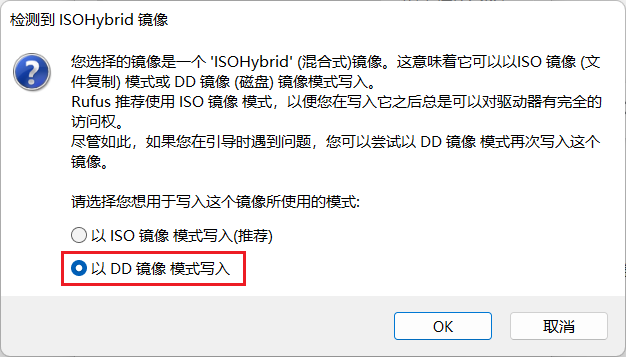 检测到 ISOHybrid 镜像
您选择的镜像是一个 'ISOHybrid' (混合式)镜像。这意味着它可以以ISO 镜像 (文
件复制) 模式或 DD 镜像 (磁盘) 镜像模式写入。
Rufus 推荐使用 ISO 镜像 模式，以便您在写入它之后总是可以对驱动器有完全的
访问权。
尽管如此，如果您在引导时遇到问题，您可以尝试以 DD 镜像 模式再次写入这个
镜像。
请选择您想用于写入这个镜像所使用的模式:
以 ISO 镜像 模式写入(推荐)
以 DD 镜像 模式写入
OK
取消